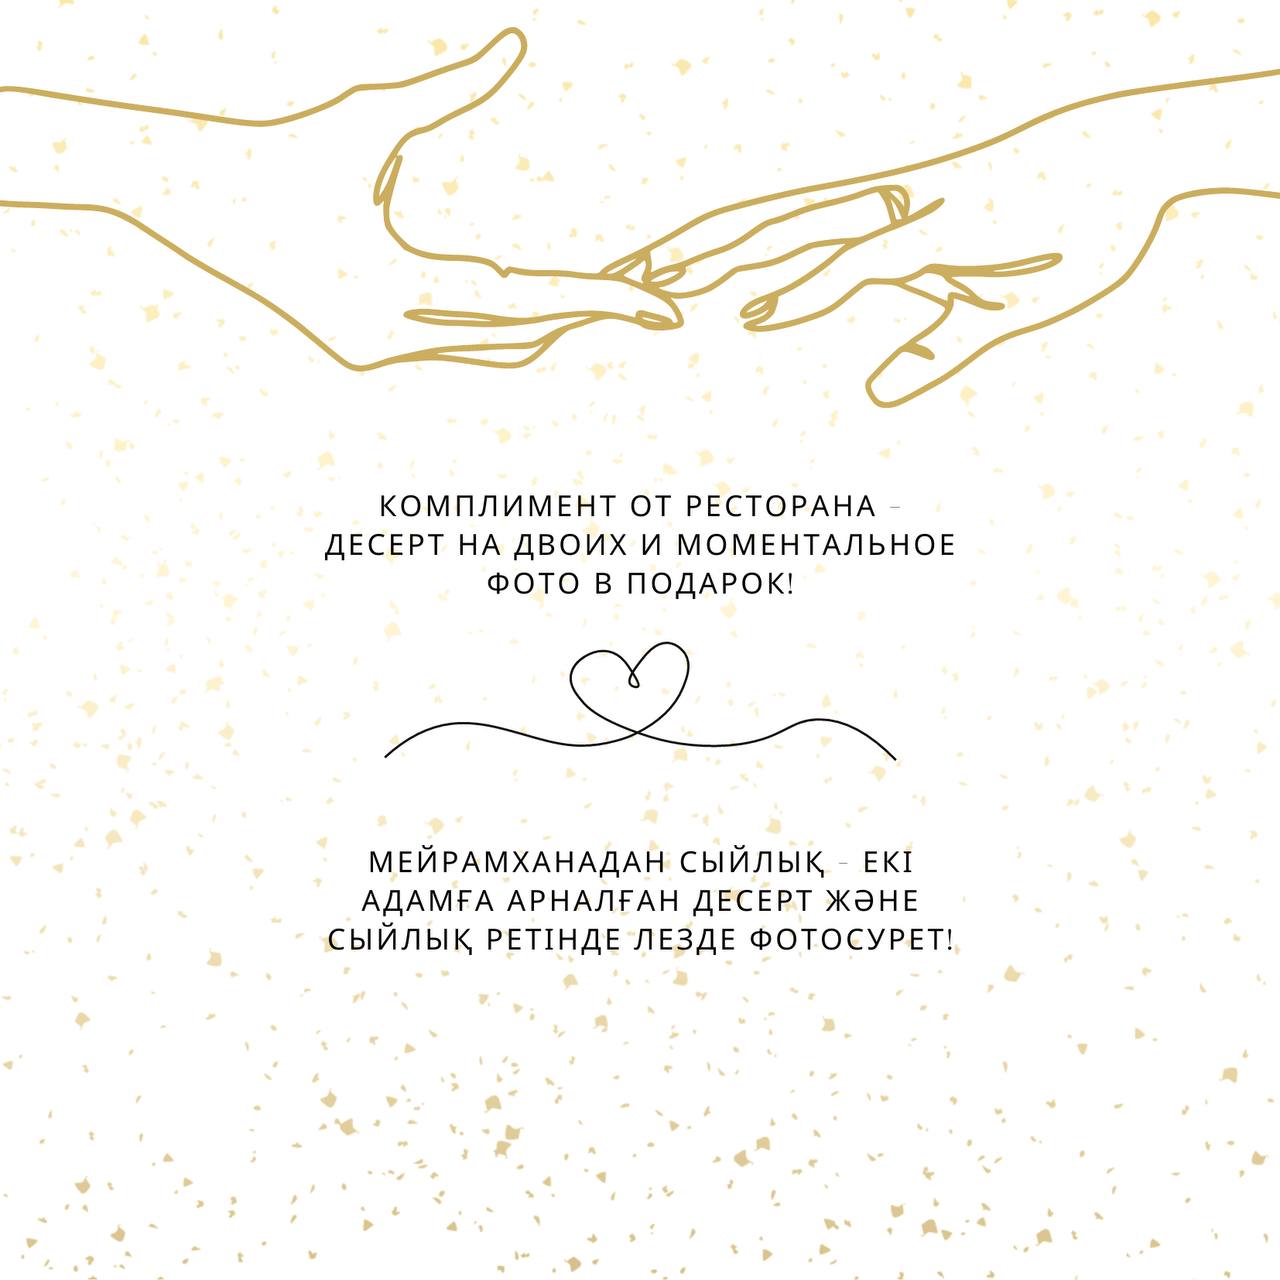 КОМПЛИМЕНТ ОТ РЕСТОРАНА -
ДЕСЕРТ НА ДВОИХ И МОМЕНТАЛЬНОЕ
ФОТО В ПОДАРОК!
МЕЙРАМХАНАДАН СЫЙЛЫҚ - ЕКІ
АДАМҒА АРНАЛҒАН ДЕСЕРТ ЖӘНЕ
СЫЙЛЫҚ РЕТІНДЕ ЛЕЗДЕ ФОТОСУРЕТ!